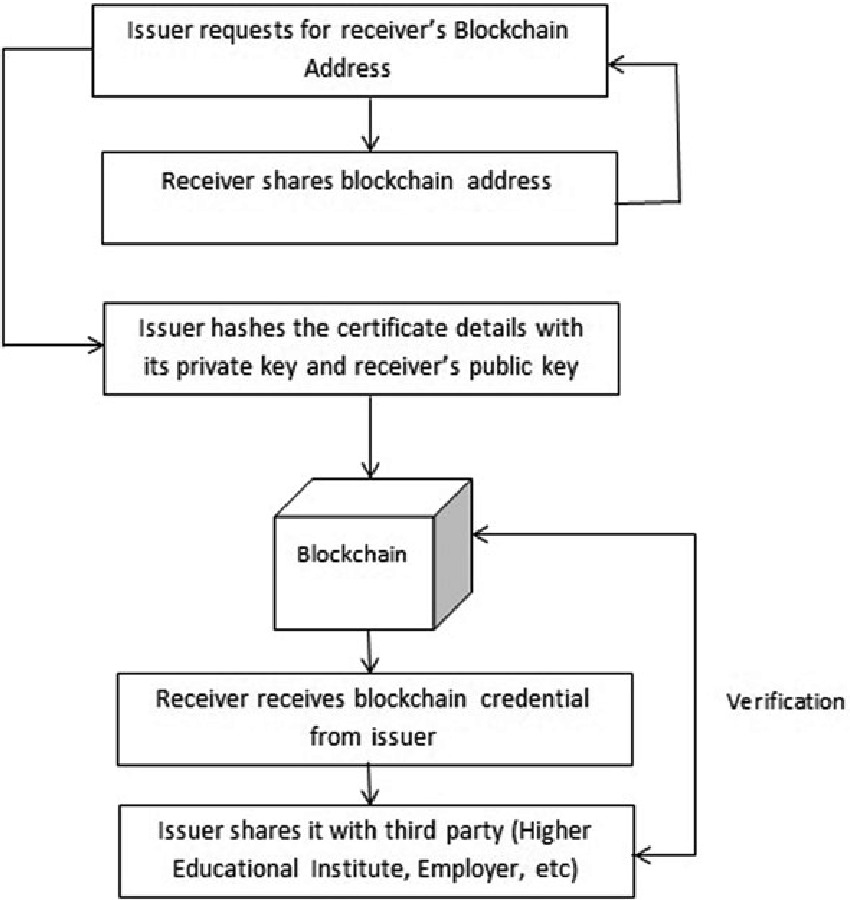 Issuer requests for receiver's Blockchain
Address
Receiver shares blockchain address
Issuer hashes the certificate details with
its private key and receiver's public key
Blockchain
Receiver receives blockchain credential
from issuer
Verification
Issuer shares it with third party (Higher
Educational Institute, Employer, etc)